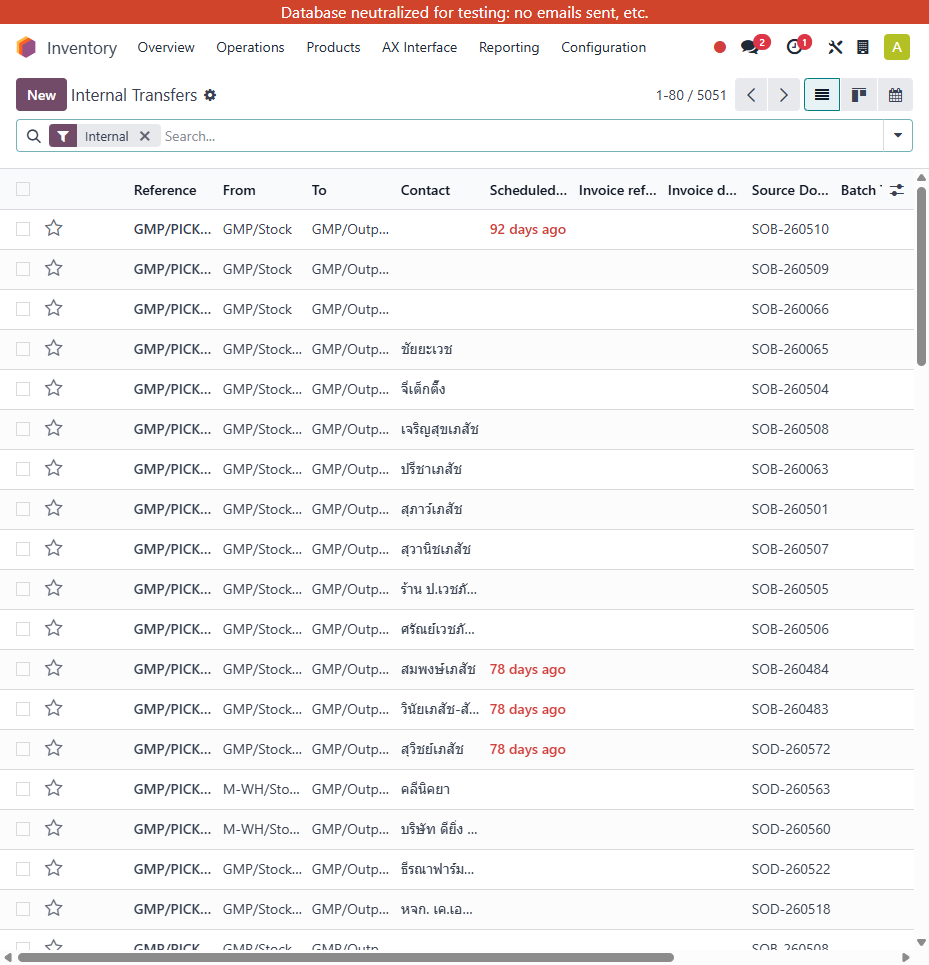 Database neutralized for testing: no emails sent, etc.
Inventory Overview Operations Products AX Interface Reporting Configuration 2 1 A
New Internal Transfers 1-80 / 5051
Internal Search...
Reference From To Contact Scheduled... Invoice ref... Invoice d... Source Do... Batch
GMP/PICK... GMP/Stock GMP/Outp... 92 days ago SOB-260510
GMP/PICK... GMP/Stock GMP/Outp... SOB-260509
GMP/PICK... GMP/Stock GMP/Outp... SOB-260066
GMP/PICK... GMP/Stock... GMP/Outp... ชัยยะเวช SOB-260065
GMP/PICK... GMP/Stock... GMP/Outp... จี่เต็กตึ๊ง SOB-260504
GMP/PICK... GMP/Stock... GMP/Outp... เจริญสุขเภสัช SOB-260508
GMP/PICK... GMP/Stock... GMP/Outp... ปรีชาเภสัช SOB-260063
GMP/PICK... GMP/Stock... GMP/Outp... สุภาว์เภสัช SOB-260501
GMP/PICK... GMP/Stock... GMP/Outp... สุวานิชเภสัช SOB-260507
GMP/PICK... GMP/Stock... GMP/Outp... ร้าน ป.เวชภั... SOB-260505
GMP/PICK... GMP/Stock... GMP/Outp... ศรัณย์เวชภั... SOB-260506
GMP/PICK... GMP/Stock... GMP/Outp... สมพงษ์เภสัช 78 days ago SOB-260484
GMP/PICK... GMP/Stock... GMP/Outp... วินัยเภสัช-สั... 78 days ago SOB-260483
GMP/PICK... GMP/Stock... GMP/Outp... สุวิชย์เภสัช 78 days ago SOD-260572
GMP/PICK... M-WH/Sto... GMP/Outp... คลีนิคยา SOD-260563
GMP/PICK... M-WH/Sto... GMP/Outp... บริษัท ดียิ่ง ... SOD-260560
GMP/PICK... GMP/Stock... GMP/Outp... ธีรณาฟาร์ม... SOD-260522
GMP/PICK... GMP/Stock... GMP/Outp... หจก. เค.เอ... SOD-260518
GMP/PICK... GMP/Stock GMP/Outp... SOB-260508